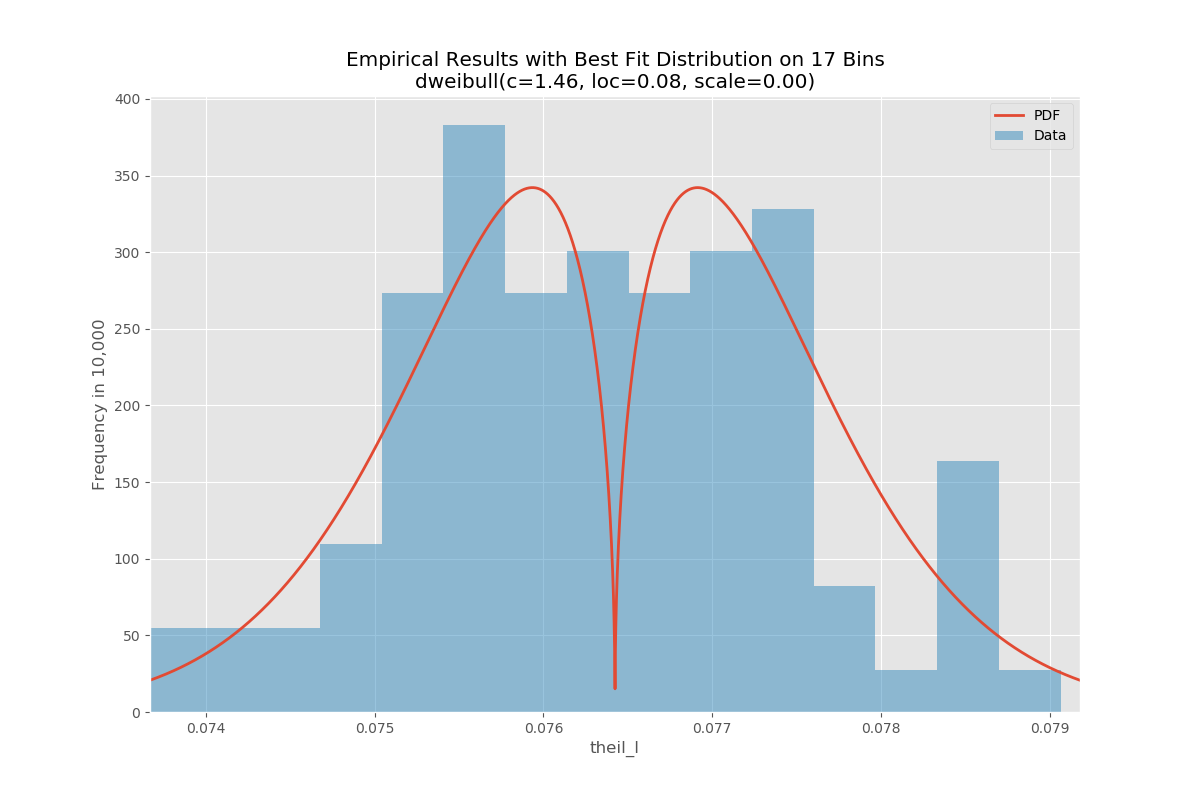 Empirical Results with Best Fit Distribution on 17 Bins
dweibull(c=1.46, loc=0.08, scale=0.00)
PDF
Data
400
350
300
250
200
150
100
50
0
Frequency in 10,000
0.074
0.075
0.076
0.077
0.078
0.079
theil_l